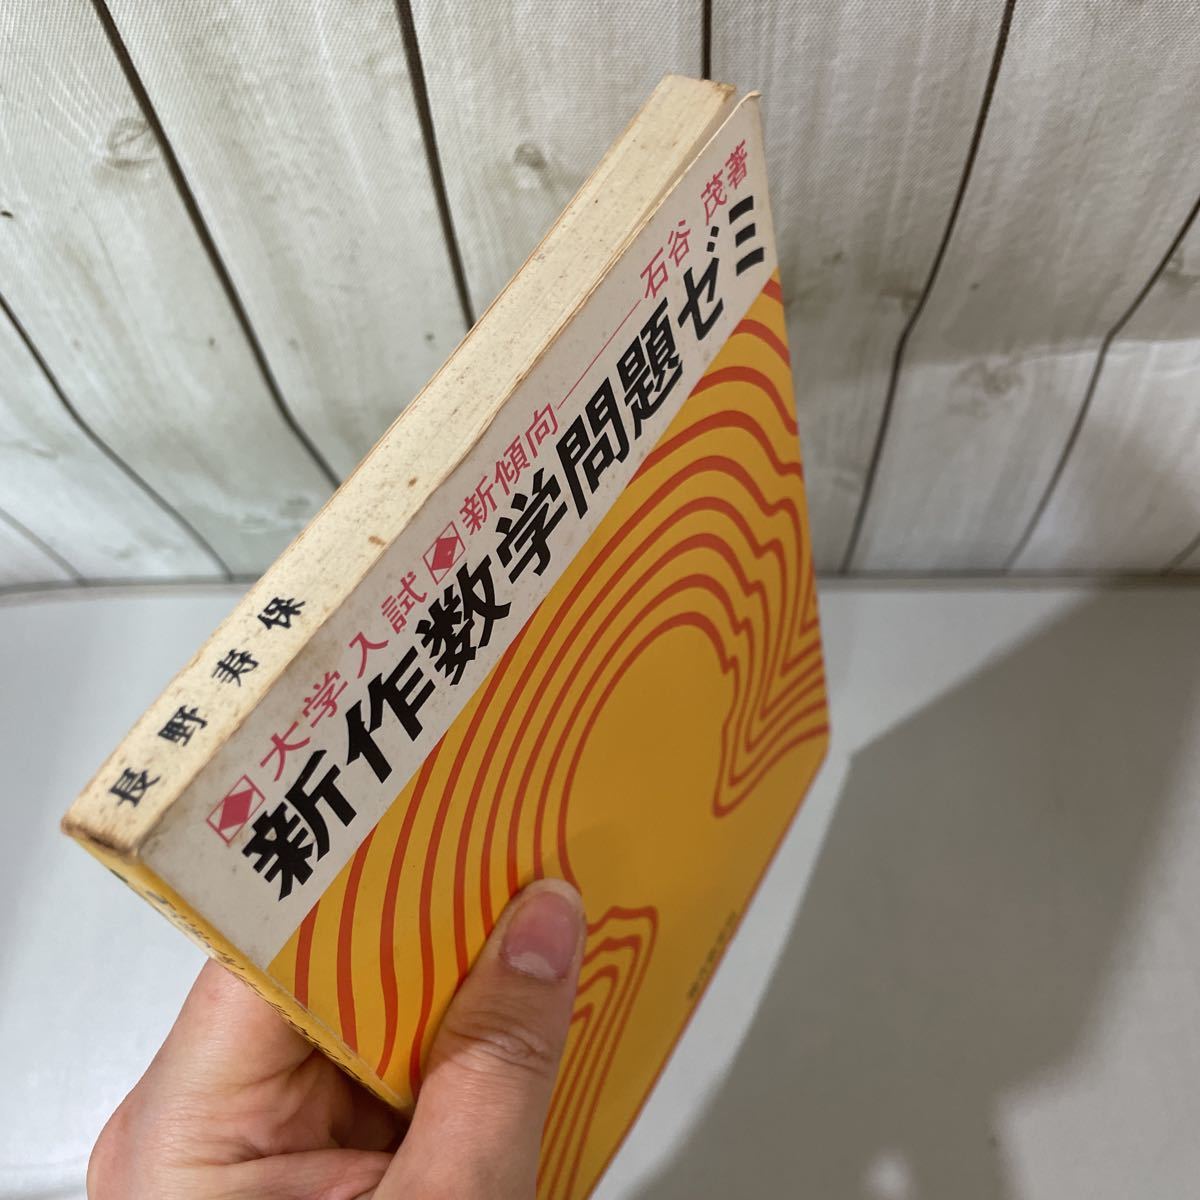 ◆大学入試◆新傾向――石谷 茂著
新作数学問題ゼミ
長野寿保